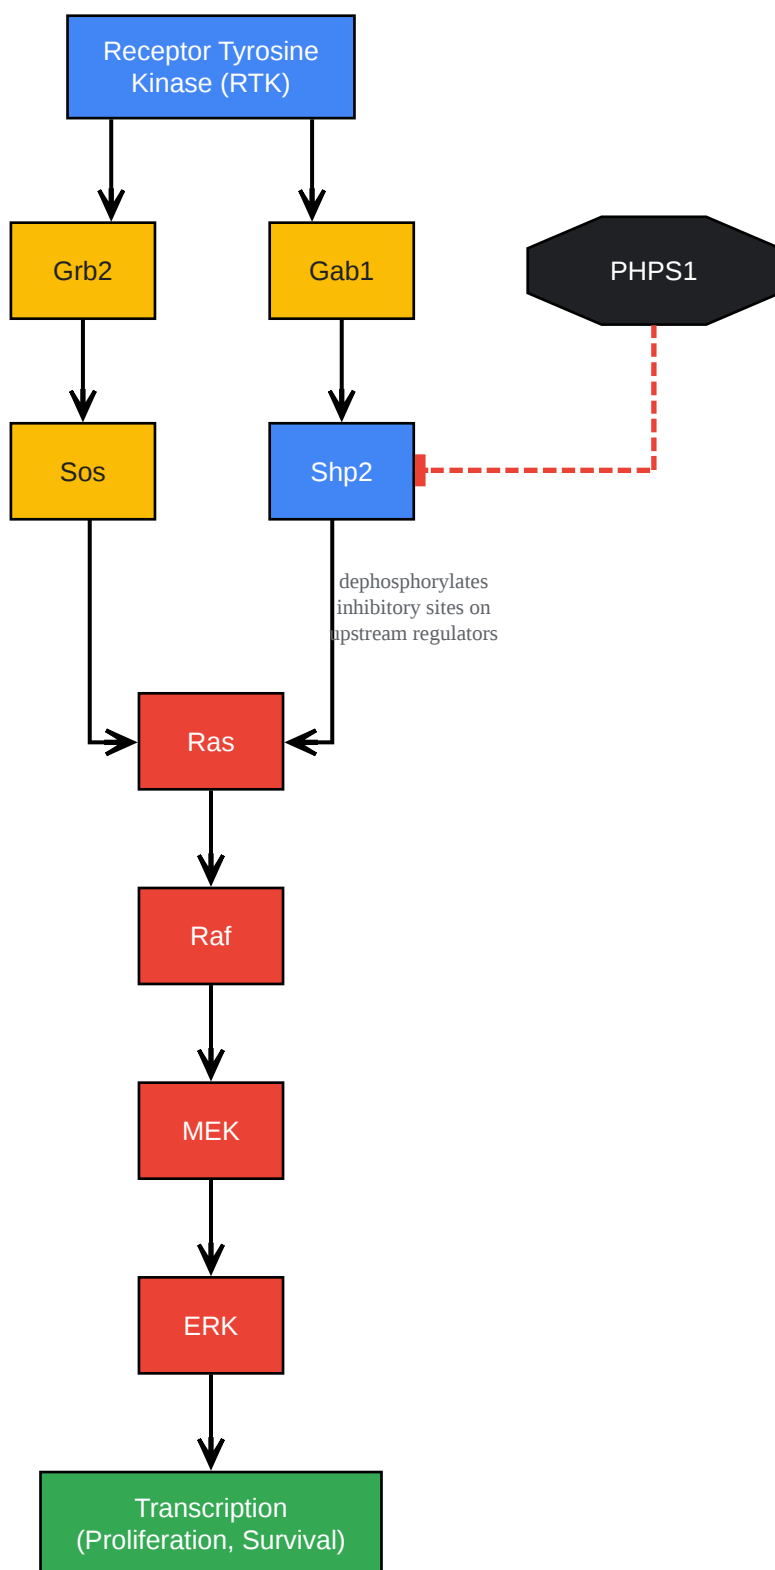 Receptor Tyrosine
Kinase (RTK)
Grb2
Gab1
PHPS1
Sos
Shp2
dephosphorylates
inhibitory sites on
upstream regulators
Ras
Raf
MEK
ERK
Transcription
(Proliferation, Survival)